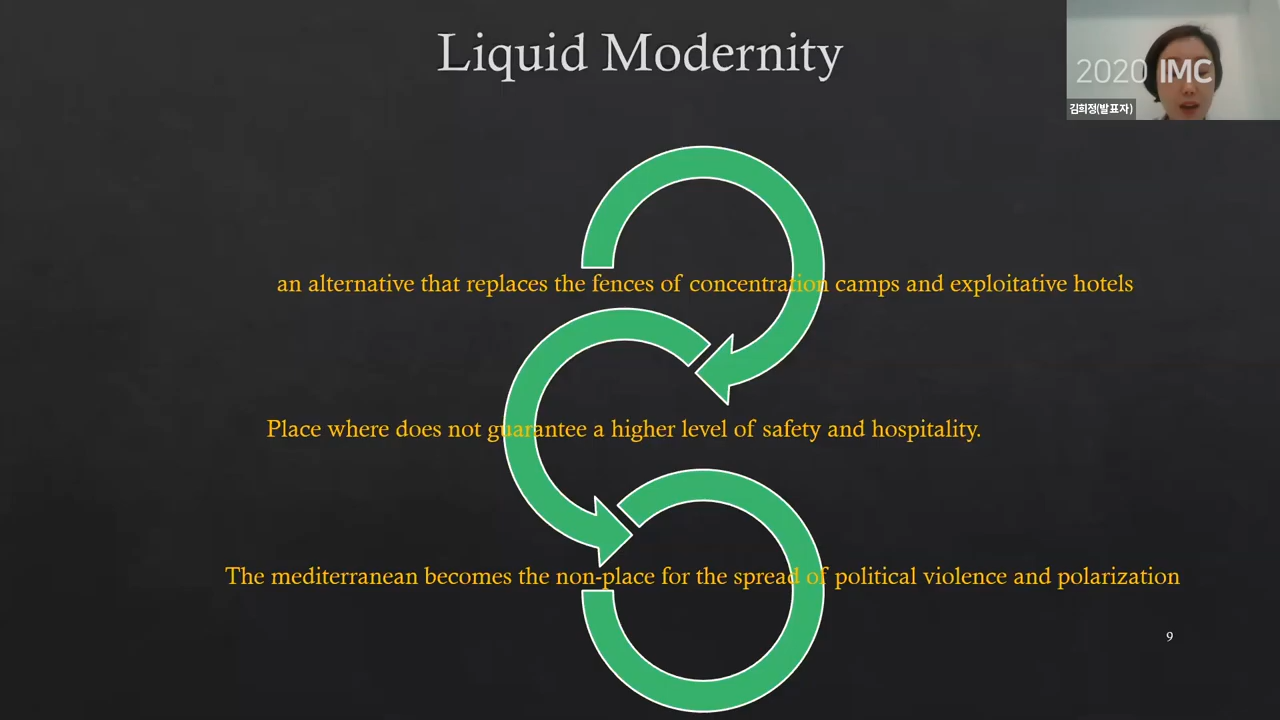 Liquid Modernity
2020 IMC
김희정(발표자)
an alternative that replaces the fences of concentration camps and exploitative hotels
Place where does not guarantee a higher level of safety and hospitality.
The mediterranean becomes the non-place for the spread of political violence and polarization
9